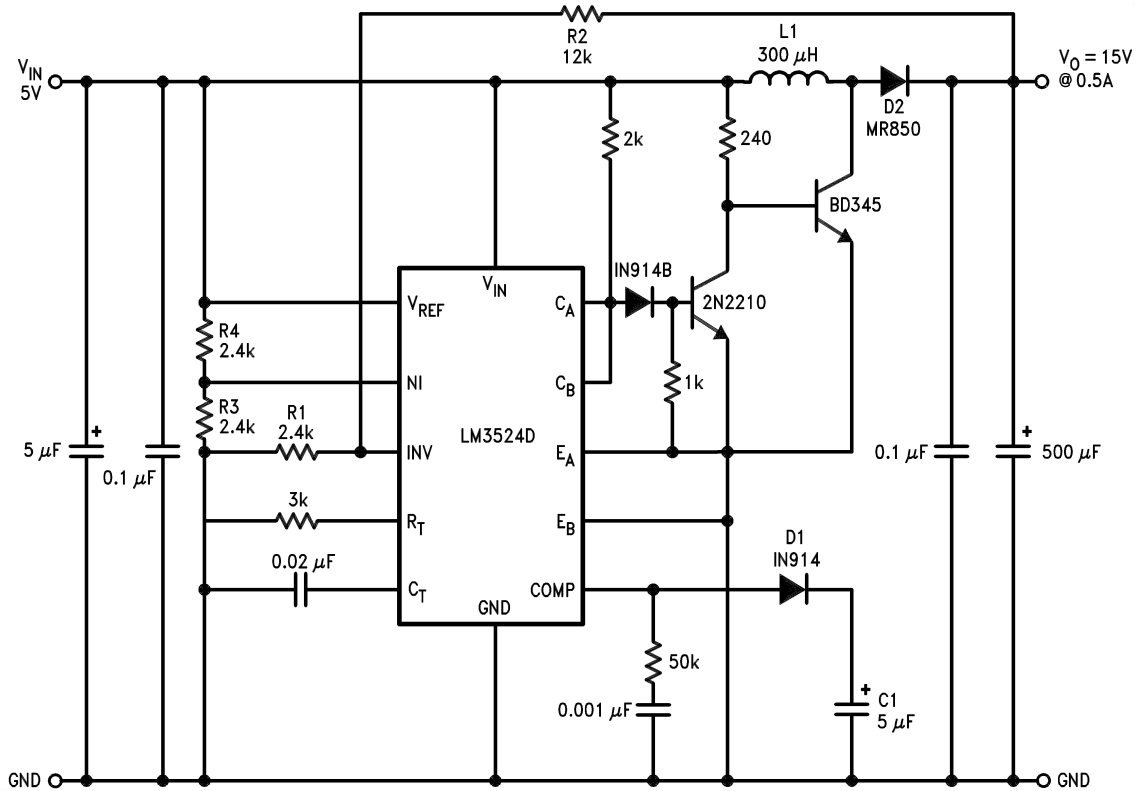 R2
12k
L1
300 μH
V_IN
5V
V_O = 15V
@ 0.5A
D2
MR850
2k
240
BD345
IN914B
2N2210
V_IN
V_REF
C_A
R4
2.4k
NI
C_B
1k
R3
2.4k
R1
2.4k
LM3524D
INV
E_A
5 μF
+
0.1 μF
0.1 μF
+
500 μF
3k
R_T
E_B
D1
IN914
0.02 μF
C_T
COMP
GND
50k
0.001 μF
+
C1
5 μF
GND
GND